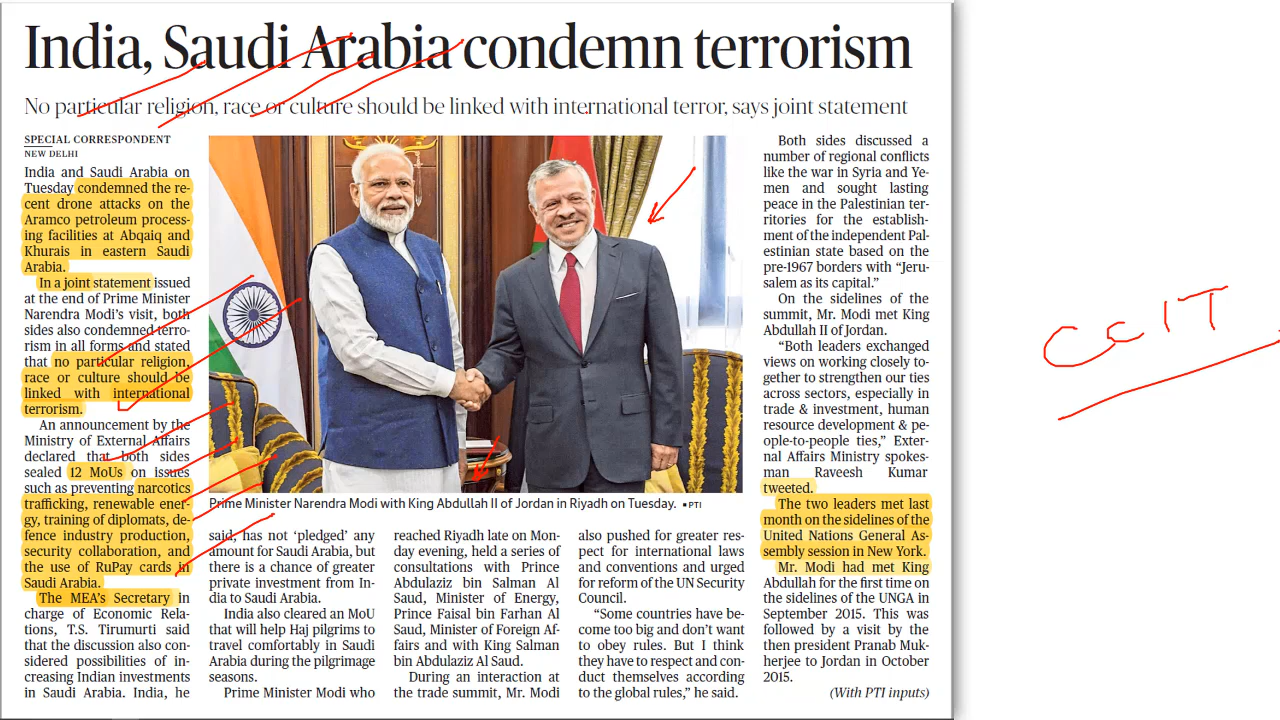 India, Saudi Arabia condemn terrorism
No particular religion, race or culture should be linked with international terror, says joint statement
SPECIAL CORRESPONDENT
NEW DELHI
India and Saudi Arabia on
Tuesday condemned the re-
cent drone attacks on the
Aramco petroleum process-
ing facilities at Abqaiq and
Khurais in eastern Saudi
Arabia.
In a joint statement issued
at the end of Prime Minister
Narendra Modi's visit, both
sides also condemned terro-
rism in all forms and stated
that no particular religion,
race or culture should be
linked with international
terrorism.
An announcement by the
Ministry of External Affairs
declared that both sides
sealed 12 MoUs on issues
such as preventing narcotics
trafficking, renewable ener-
gy, training of diplomats, de-
fence industry production,
security collaboration, and
the use of RuPay cards in
Saudi Arabia.
The MEA's Secretary in
charge of Economic Rela-
tions, T.S. Tirumurti said
that the discussion also con-
sidered possibilities of in-
creasing Indian investments
in Saudi Arabia. India, he
Prime Minister Narendra Modi with King Abdullah II of Jordan in Riyadh on Tuesday. ▪PTI
said, has not 'pledged' any
amount for Saudi Arabia, but
there is a chance of greater
private investment from In-
dia to Saudi Arabia.
India also cleared an MoU
that will help Haj pilgrims to
travel comfortably in Saudi
Arabia during the pilgrimage
seasons.
Prime Minister Modi who
reached Riyadh late on Mon-
day evening, held a series of
consultations with Prince
Abdulaziz bin Salman Al
Saud, Minister of Energy,
Prince Faisal bin Farhan Al
Saud, Minister of Foreign Af-
fairs and with King Salman
bin Abdulaziz Al Saud.
During an interaction at
the trade summit, Mr. Modi
also pushed for greater res-
pect for international laws
and conventions and urged
for reform of the UN Security
Council.
"Some countries have be-
come too big and don't want
to obey rules. But I think
they have to respect and con-
duct themselves according
to the global rules," he said.
Both sides discussed a
number of regional conflicts
like the war in Syria and Ye-
men and sought lasting
peace in the Palestinian ter-
ritories for the establish-
ment of the independent Pal-
estinian state based on the
pre-1967 borders with "Jeru-
salem as its capital."
On the sidelines of the
summit, Mr. Modi met King
Abdullah II of Jordan.
"Both leaders exchanged
views on working closely to-
gether to strengthen our ties
across sectors, especially in
trade & investment, human
resource development & pe-
ople-to-people ties," Exter-
nal Affairs Ministry spokes-
man Raveesh Kumar
tweeted.
The two leaders met last
month on the sidelines of the
United Nations General As-
sembly session in New York.
Mr. Modi had met King
Abdullah for the first time on
the sidelines of the UNGA in
September 2015. This was
followed by a visit by the
then president Pranab Muk-
herjee to Jordan in October
2015.
(With PTI inputs)
CCIT